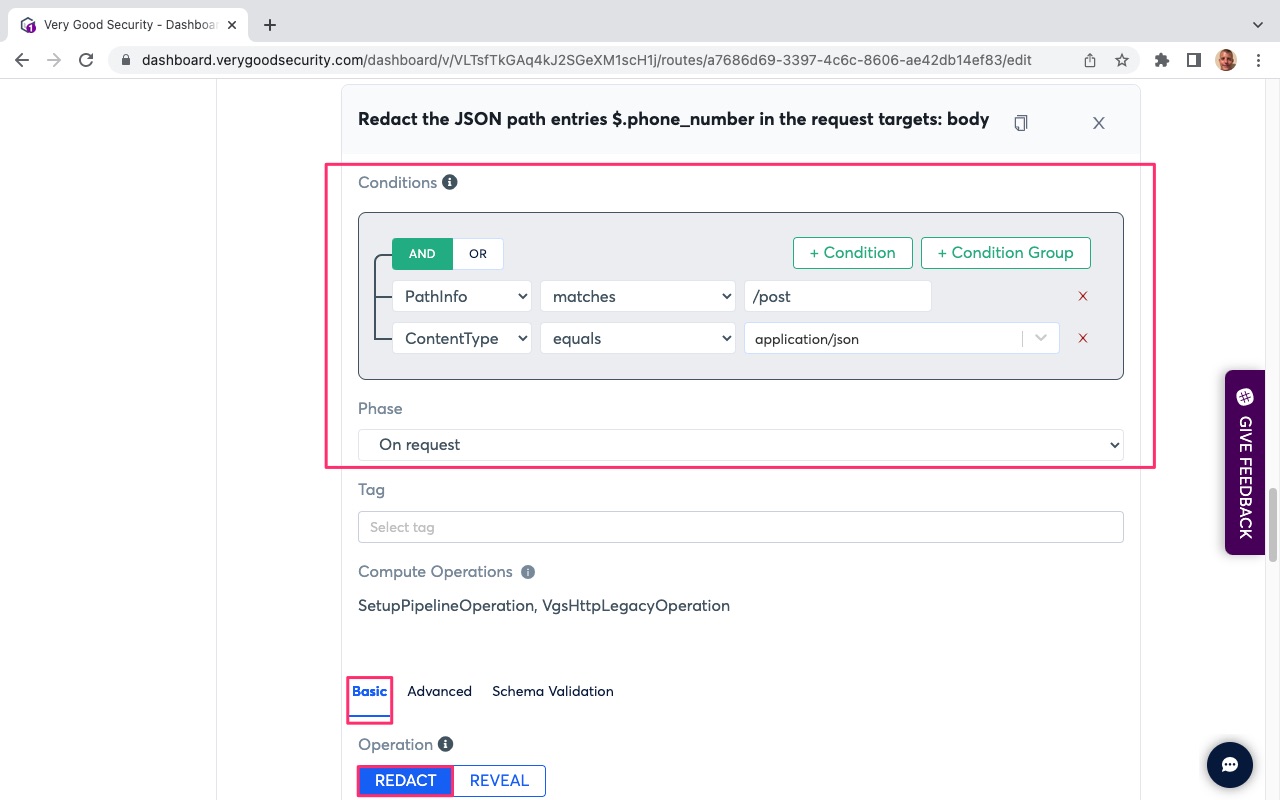 Very Good Security - Dashboar
dashboard.verygoodsecurity.com/dashboard/v/VLTsfTkGAq4kJ2SGeXM1scH1j/routes/a7686d69-3397-4c6c-8606-ae42db14ef83/edit
Redact the JSON path entries $.phone_number in the request targets: body
X
Conditions
AND OR + Condition + Condition Group
PathInfo matches /post
ContentType equals application/json
Phase
On request
Tag
Select tag
Compute Operations
SetupPipelineOperation, VgsHttpLegacyOperation
Basic Advanced Schema Validation
Operation
REDACT REVEAL
GIVE FEEDBACK